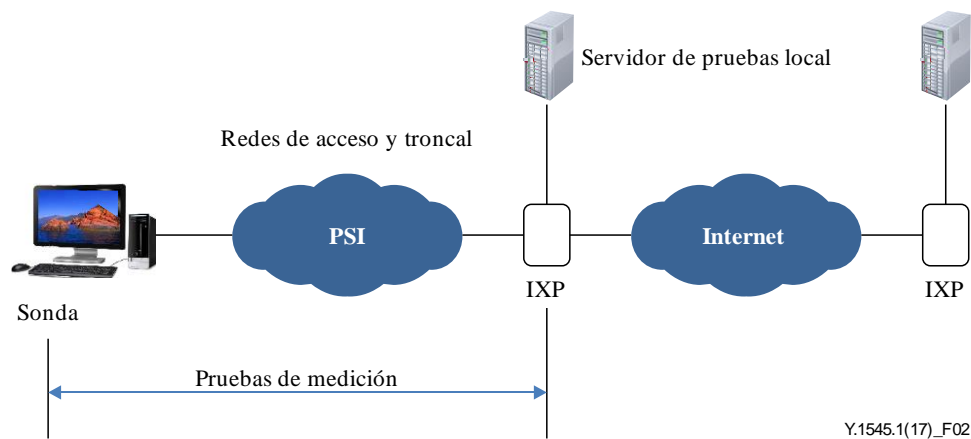 Servidor de pruebas local
Redes de acceso y troncal
PSI
Internet
IXP
IXP
Sonda
Pruebas de medición
Y.1545.1(17)_F02